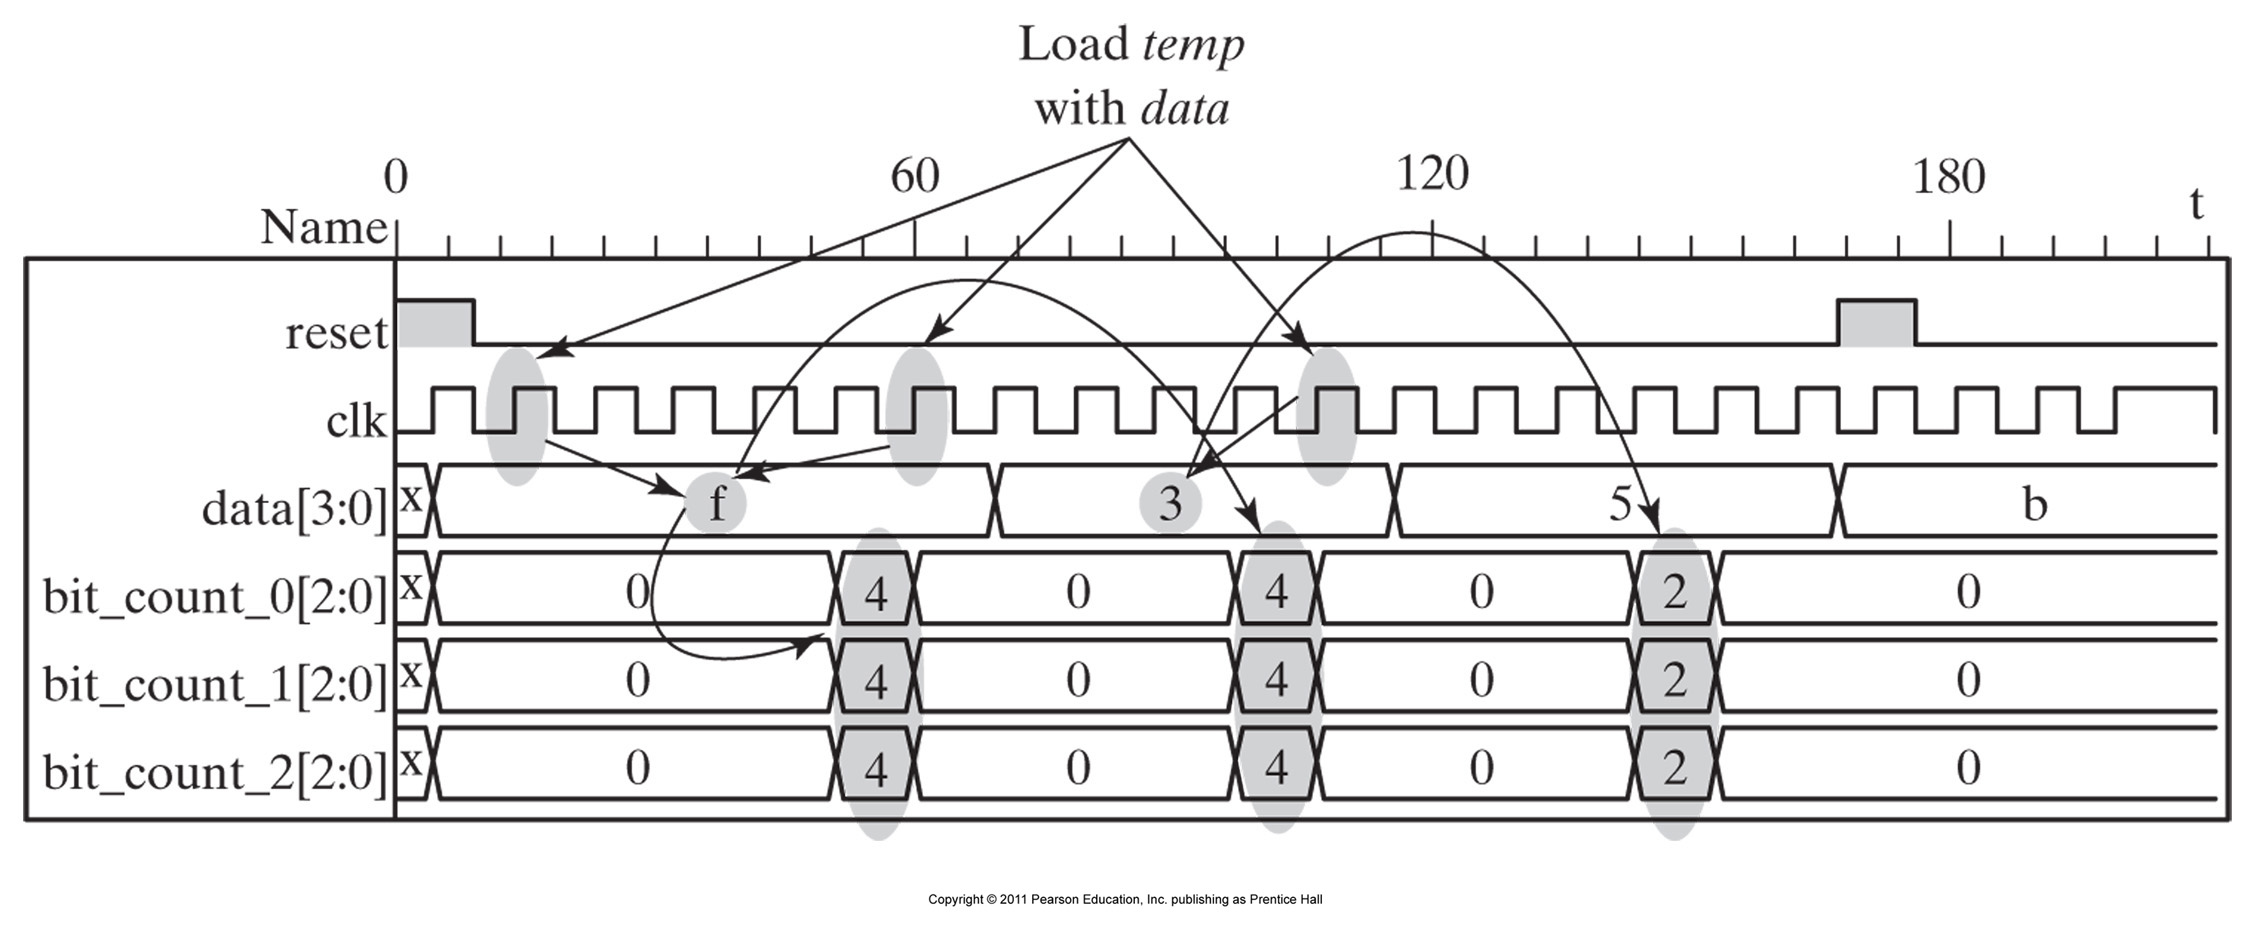 Load temp
with data
0 60 120 180 t
Name
reset
clk
data[3:0] x f 3 5 b
bit_count_0[2:0] x 0 4 0 4 0 2 0
bit_count_1[2:0] x 0 4 0 4 0 2 0
bit_count_2[2:0] x 0 4 0 4 0 2 0
Copyright © 2011 Pearson Education, Inc. publishing as Prentice Hall